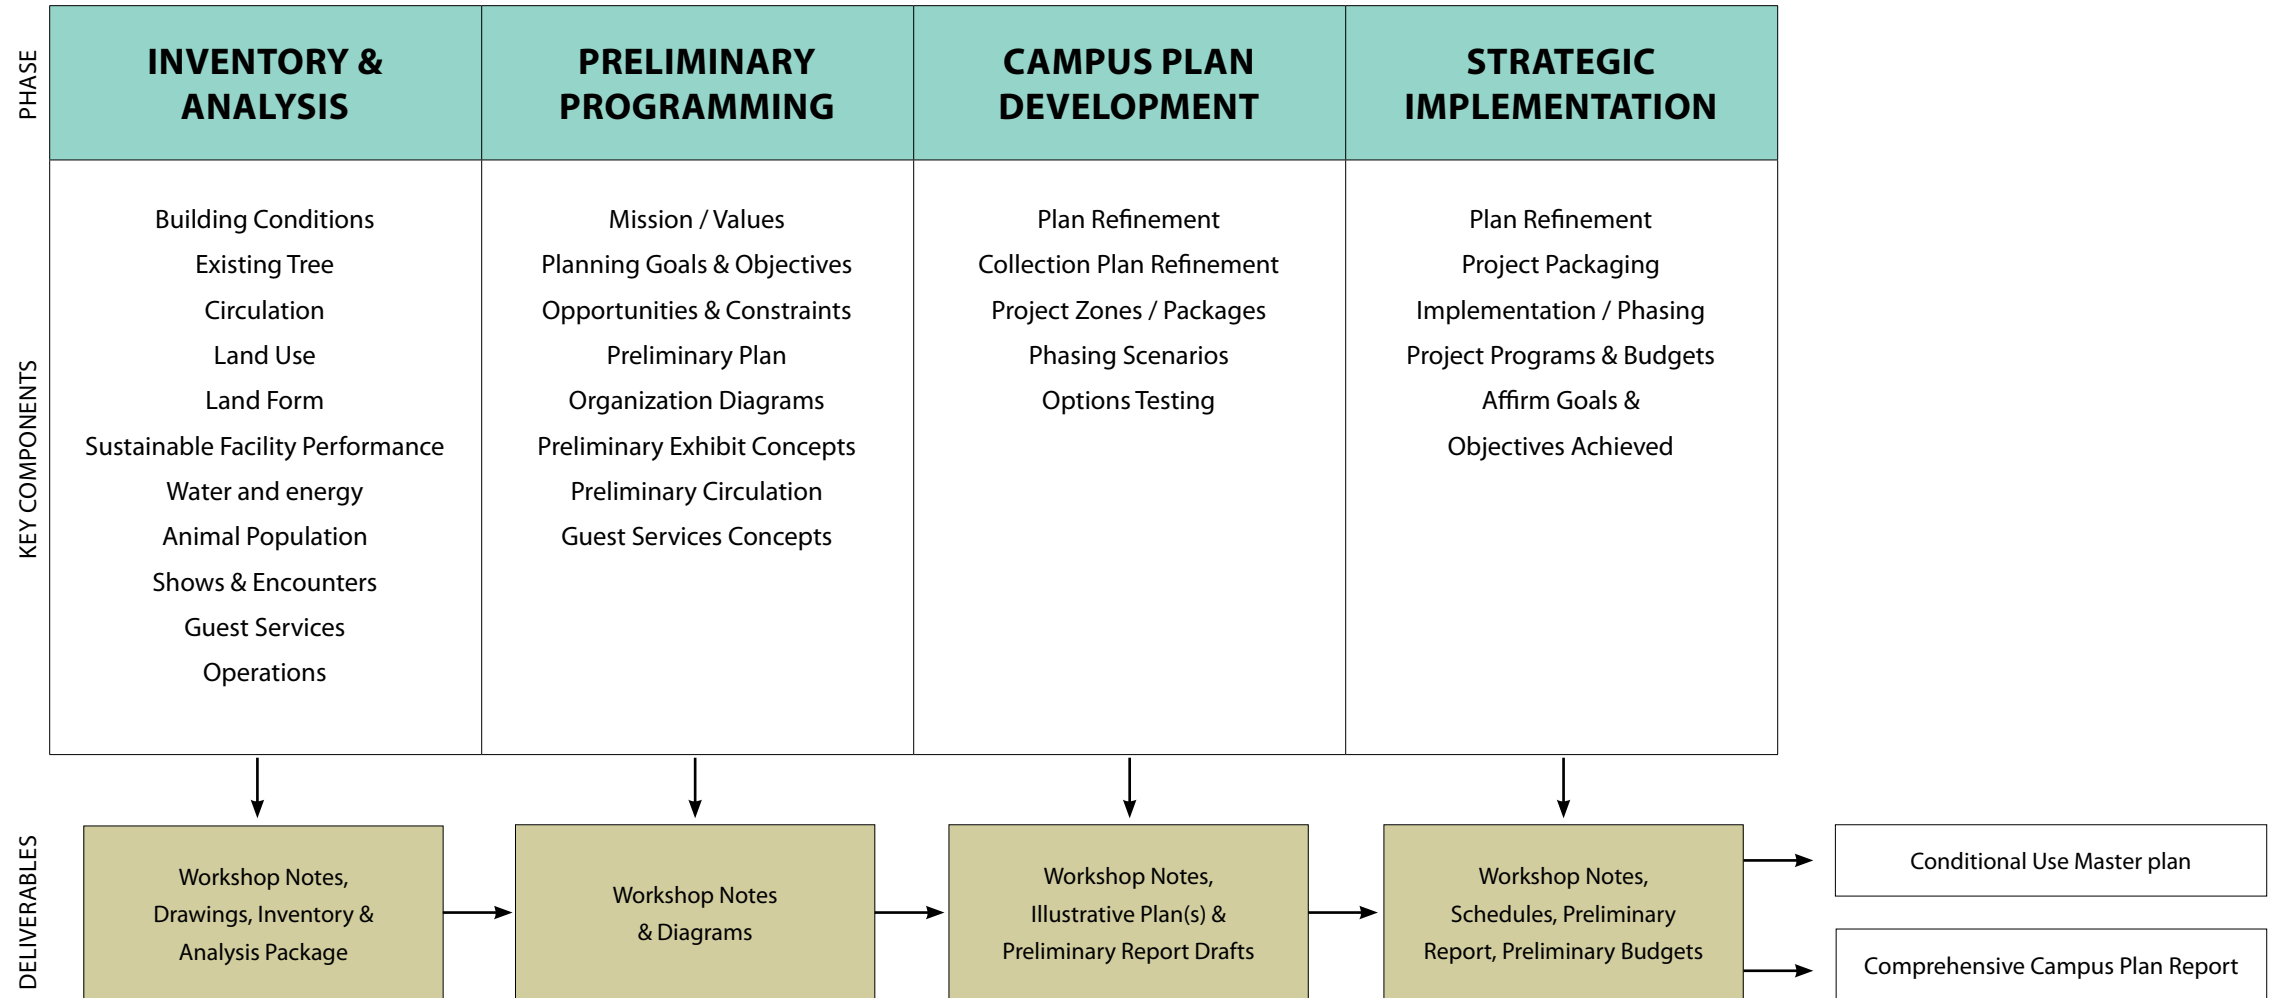 PHASE
INVENTORY &
ANALYSIS
PRELIMINARY
PROGRAMMING
CAMPUS PLAN
DEVELOPMENT
STRATEGIC
IMPLEMENTATION
KEY COMPONENTS
Building Conditions
Existing Tree
Circulation
Land Use
Land Form
Sustainable Facility Performance
Water and energy
Animal Population
Shows & Encounters
Guest Services
Operations
Mission / Values
Planning Goals & Objectives
Opportunities & Constraints
Preliminary Plan
Organization Diagrams
Preliminary Exhibit Concepts
Preliminary Circulation
Guest Services Concepts
Plan Refinement
Collection Plan Refinement
Project Zones / Packages
Phasing Scenarios
Options Testing
Plan Refinement
Project Packaging
Implementation / Phasing
Project Programs & Budgets
Affirm Goals &
Objectives Achieved
DELIVERABLES
Workshop Notes,
Drawings, Inventory &
Analysis Package
Workshop Notes
& Diagrams
Workshop Notes,
Illustrative Plan(s) &
Preliminary Report Drafts
Workshop Notes,
Schedules, Preliminary
Report, Preliminary Budgets
Conditional Use Master plan
Comprehensive Campus Plan Report